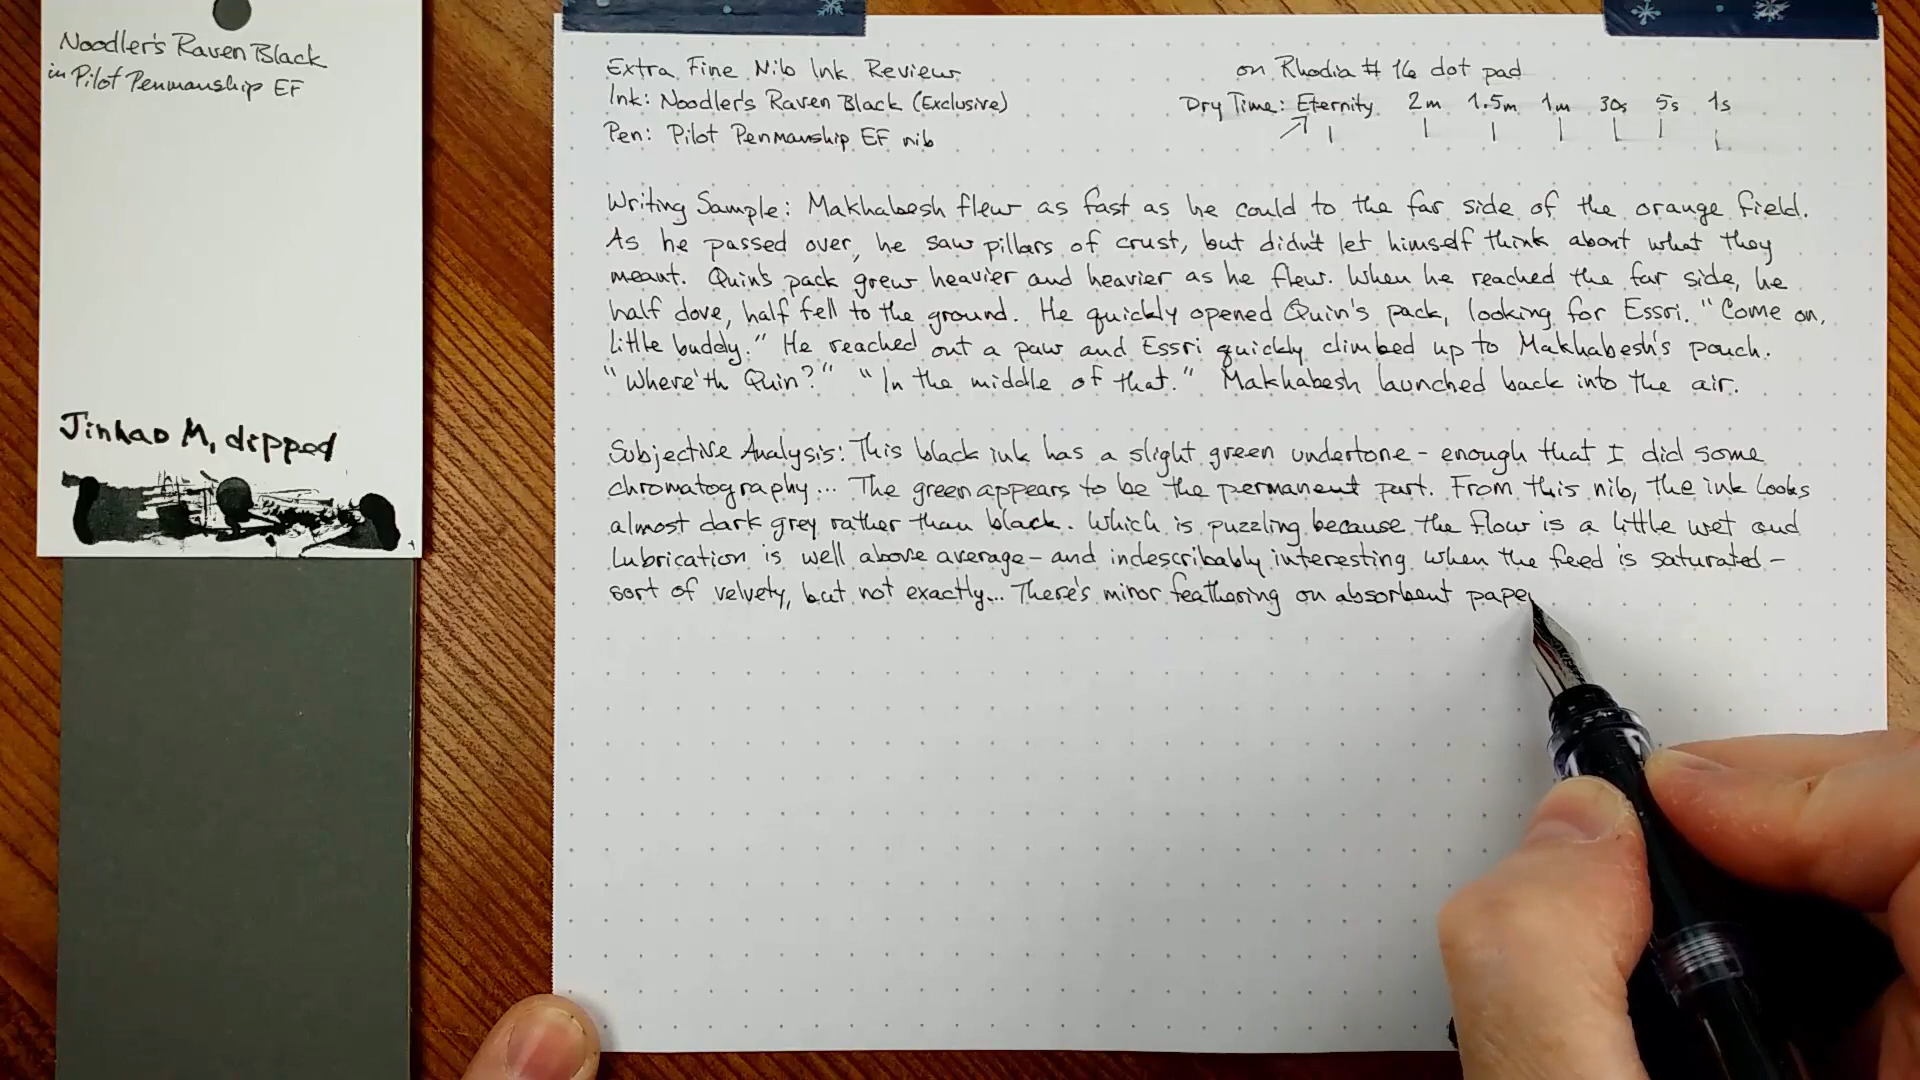 Noodler's Raven Black
in Pilot Penmanship EF
Jinhao M, dipped
Extra Fine Nib Ink Review
Ink: Noodler's Raven Black (Exclusive)
Pen: Pilot Penmanship EF nib
on Rhodia #16 dot pad
Dry Time: Eternity 2m 1.5m 1m 30s 5s 1s
Writing Sample: Makhabesh flew as fast as he could to the far side of the orange field.
As he passed over, he saw pillars of crust, but didn't let himself think about what they
meant. Quin's pack grew heavier and heavier as he flew. When he reached the far side, he
half dove, half fell to the ground. He quickly opened Quin's pack, looking for Essri. "Come on,
little buddy." He reached out a paw and Essri quickly climbed up to Makhabesh's pouch.
"Where'th Quin?" "In the middle of that." Makhabesh launched back into the air.
Subjective Analysis: This black ink has a slight green undertone - enough that I did some
chromatography... The green appears to be the permanent part. From this nib, the ink looks
almost dark grey rather than black. Which is puzzling because the flow is a little wet and
lubrication is well above average - and indescribably interesting when the feed is saturated -
sort of velvety, but not exactly... There's minor feathering on absorbent paper